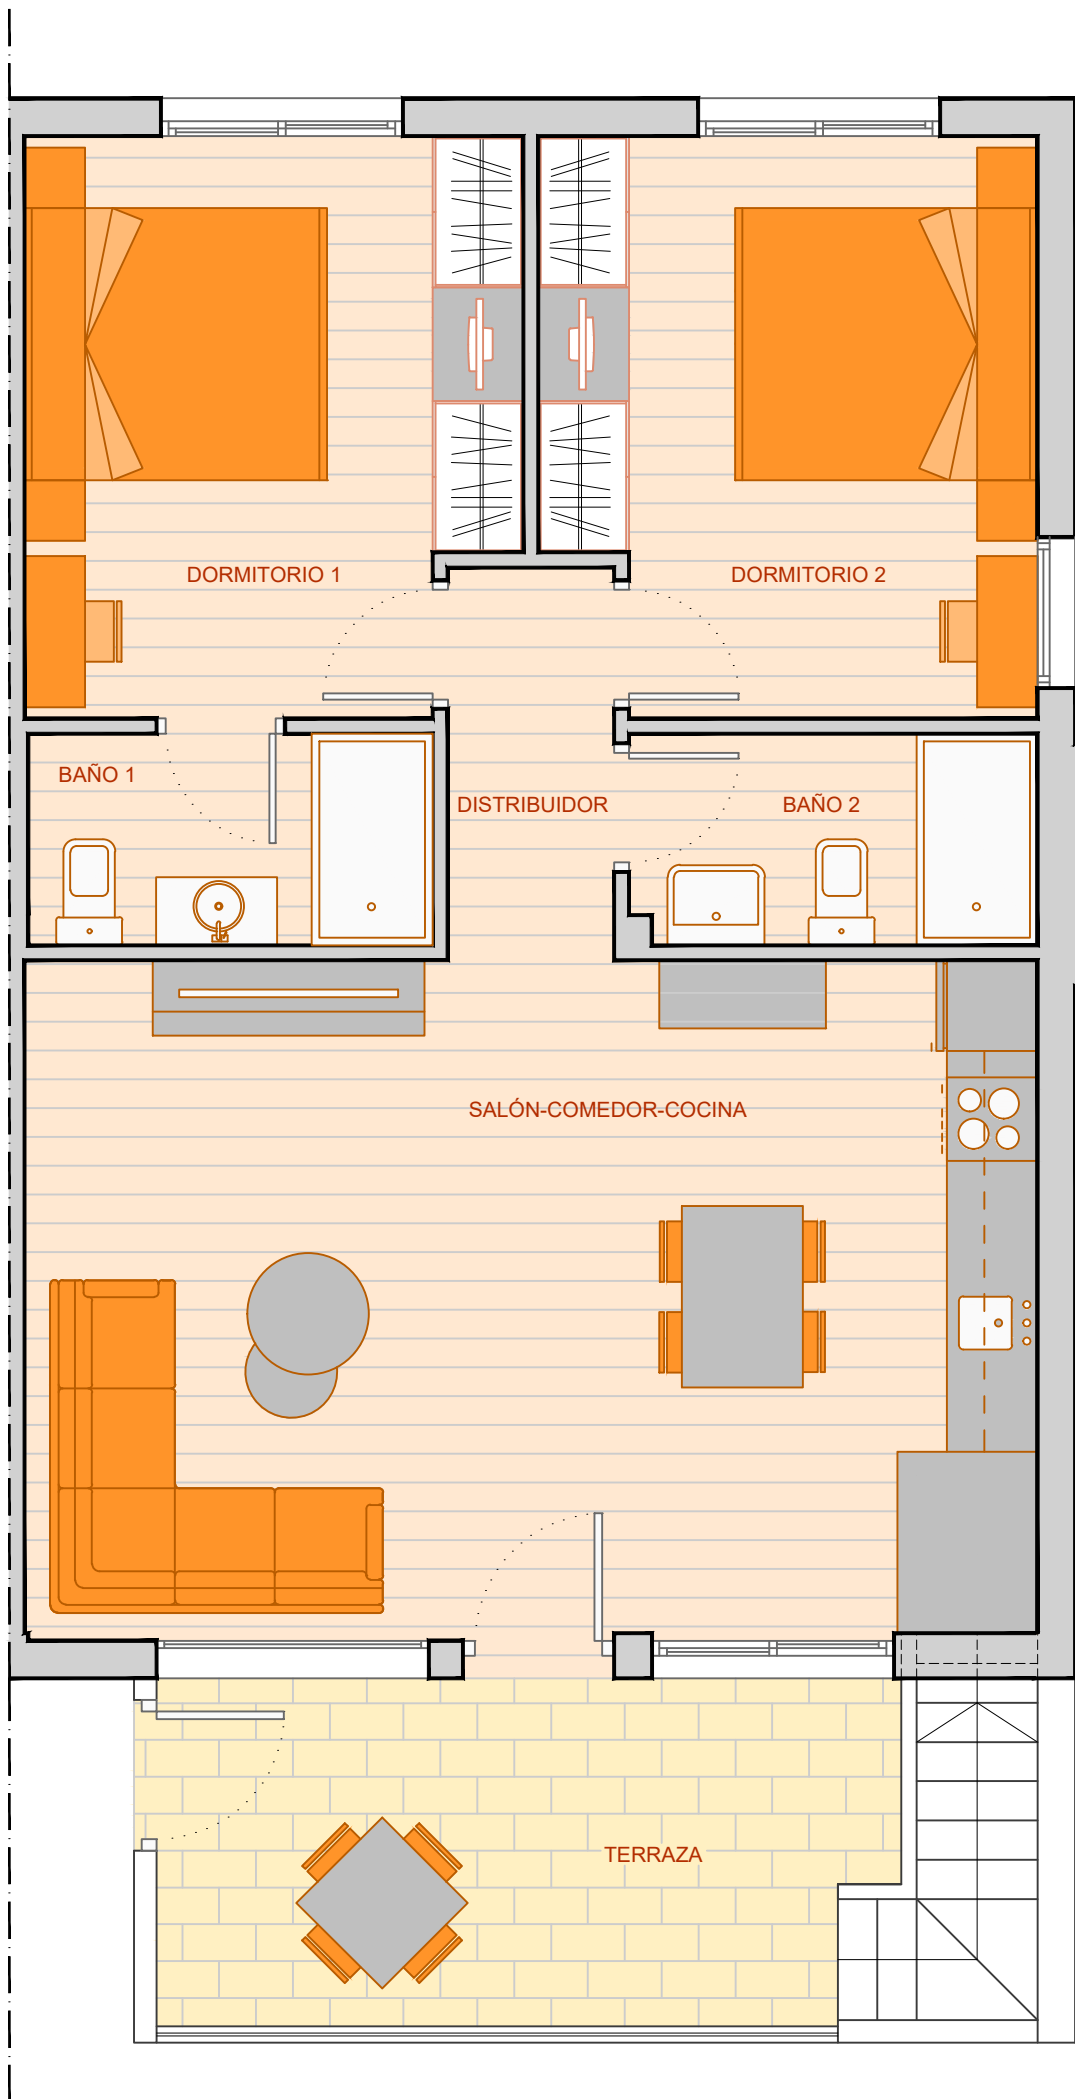 DORMITORIO 1
DORMITORIO 2
BAÑO 1
DISTRIBUIDOR
BAÑO 2
SALÓN-COMEDOR-COCINA
TERRAZA